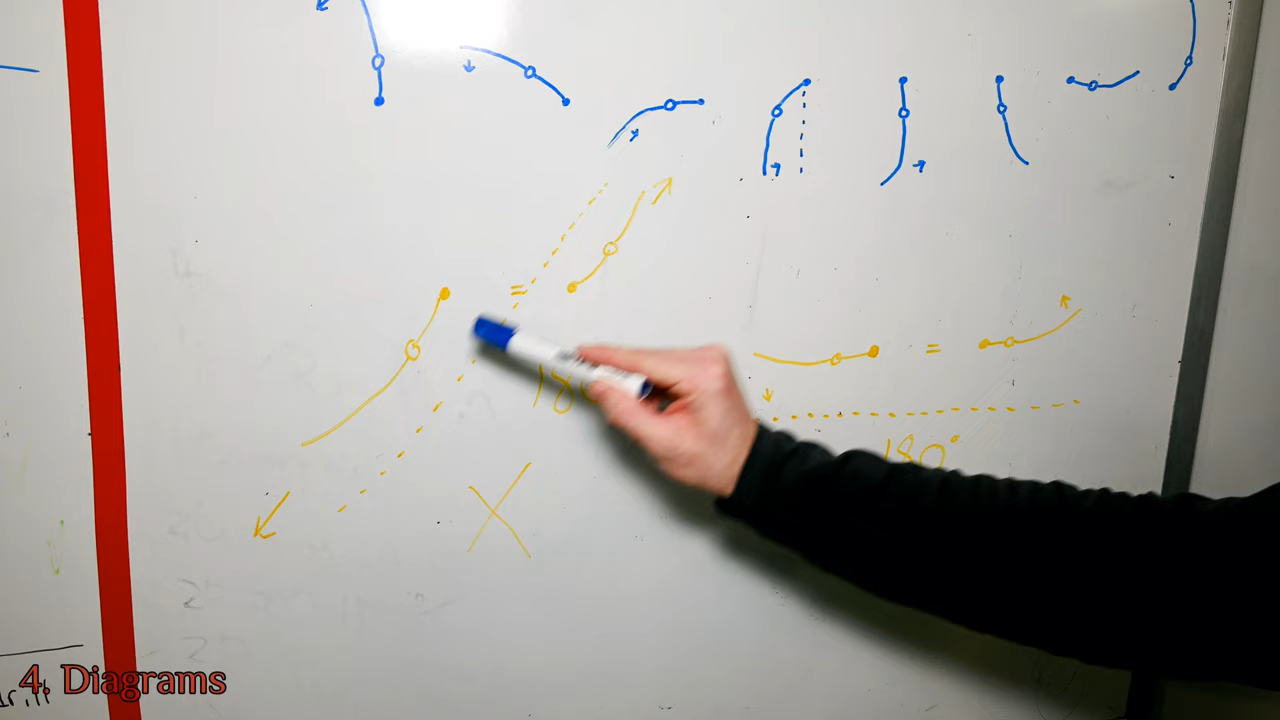 =
=
180°
4. Diagrams